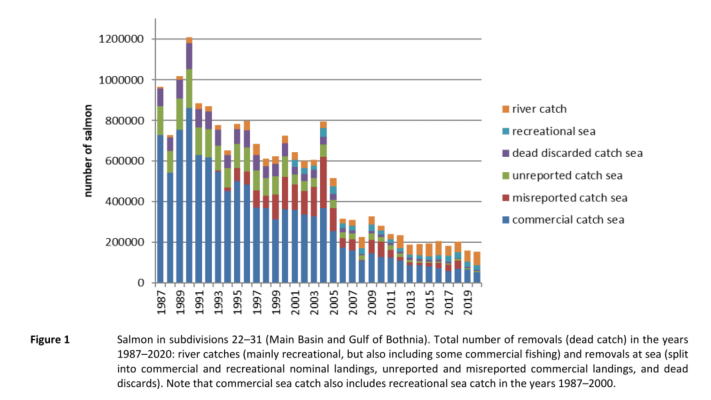 1200000
1000000
800000
600000
400000
200000
0
number of salmon
1987
1989
1991
1993
1995
1997
1999
2001
2003
2005
2007
2009
2011
2013
2015
2017
2019
river catch
recreational sea
dead discarded catch sea
unreported catch sea
misreported catch sea
commercial catch sea
Figure 1 Salmon in subdivisions 22–31 (Main Basin and Gulf of Bothnia). Total number of removals (dead catch) in the years
1987–2020: river catches (mainly recreational, but also including some commercial fishing) and removals at sea (split
into commercial and recreational nominal landings, unreported and misreported commercial landings, and dead
discards). Note that commercial sea catch also includes recreational sea catch in the years 1987–2000.